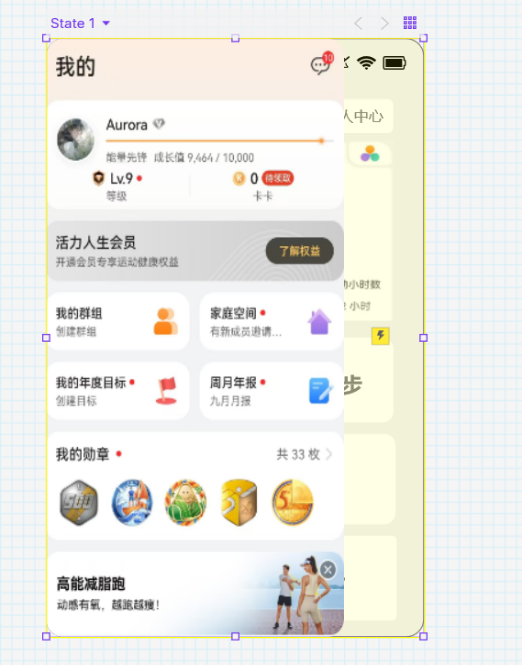 State 1
我的
10
人中心
Aurora
能量先锋 成长值 9,464 / 10,000
Lv.9
0 待领取
等级
卡卡
活力人生会员
开通会员专享运动健康权益
了解权益
小时数
小时
我的群组
创建群组
家庭空间
有新成员邀请...
我的年度目标
创建目标
周月年报
九月月报
步
我的勋章
共 33 枚
500
高能减脂跑
动感有氧，越跑越瘦！